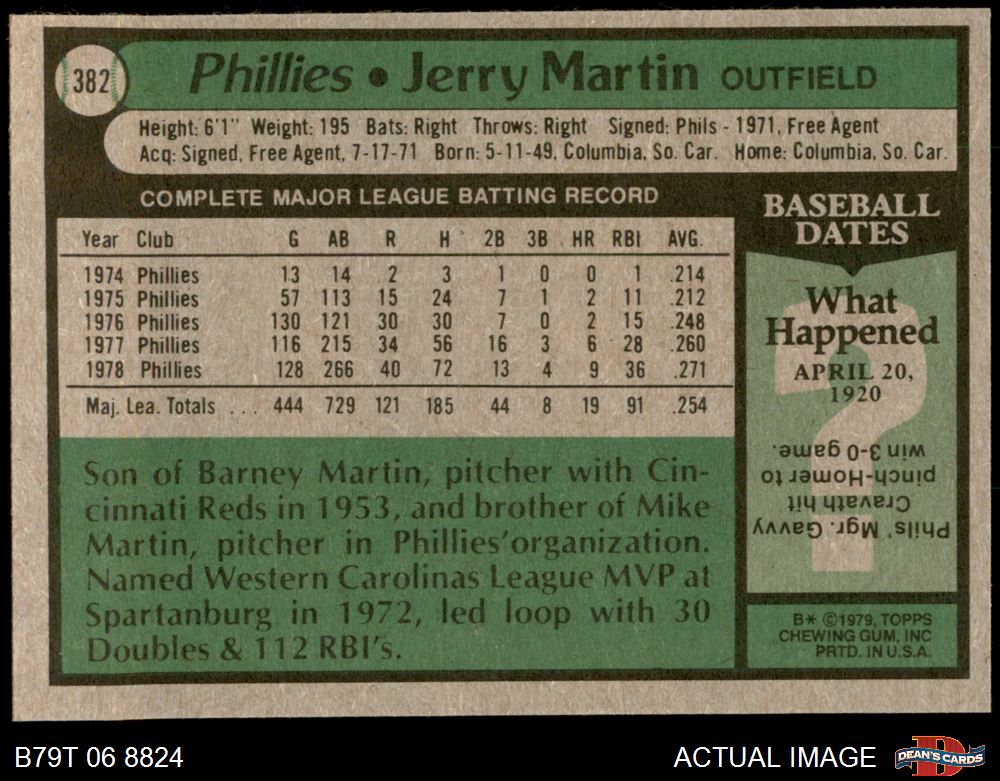 382
Phillies • Jerry Martin OUTFIELD
Height: 6'1" Weight: 195 Bats: Right Throws: Right Signed: Phils - 1971, Free Agent
Acq: Signed, Free Agent, 7-17-71 Born: 5-11-49, Columbia, So. Car. Home: Columbia, So. Car.
COMPLETE MAJOR LEAGUE BATTING RECORD
Year Club G AB R H 2B 3B HR RBI AVG.
1974 Phillies 13 14 2 3 1 0 0 1 .214
1975 Phillies 57 113 15 24 7 1 2 11 .212
1976 Phillies 130 121 30 30 7 0 2 15 .248
1977 Phillies 116 215 34 56 16 3 6 28 .260
1978 Phillies 128 266 40 72 13 4 9 36 .271
Maj. Lea. Totals ... 444 729 121 185 44 8 19 91 .254
Son of Barney Martin, pitcher with Cin-
cinnati Reds in 1953, and brother of Mike
Martin, pitcher in Phillies'organization.
Named Western Carolinas League MVP at
Spartanburg in 1972, led loop with 30
Doubles & 112 RBI's.
BASEBALL
DATES
What
Happened
APRIL 20,
1920
?
Phils' Mgr. Gavvy
Cravath hit
pinch-Homer to
win 3-0 game.
B* ©1979, TOPPS
CHEWING GUM, INC
PRTD. IN U.S.A.
B79T 06 8824
ACTUAL IMAGE
D
DEAN'S CARDS